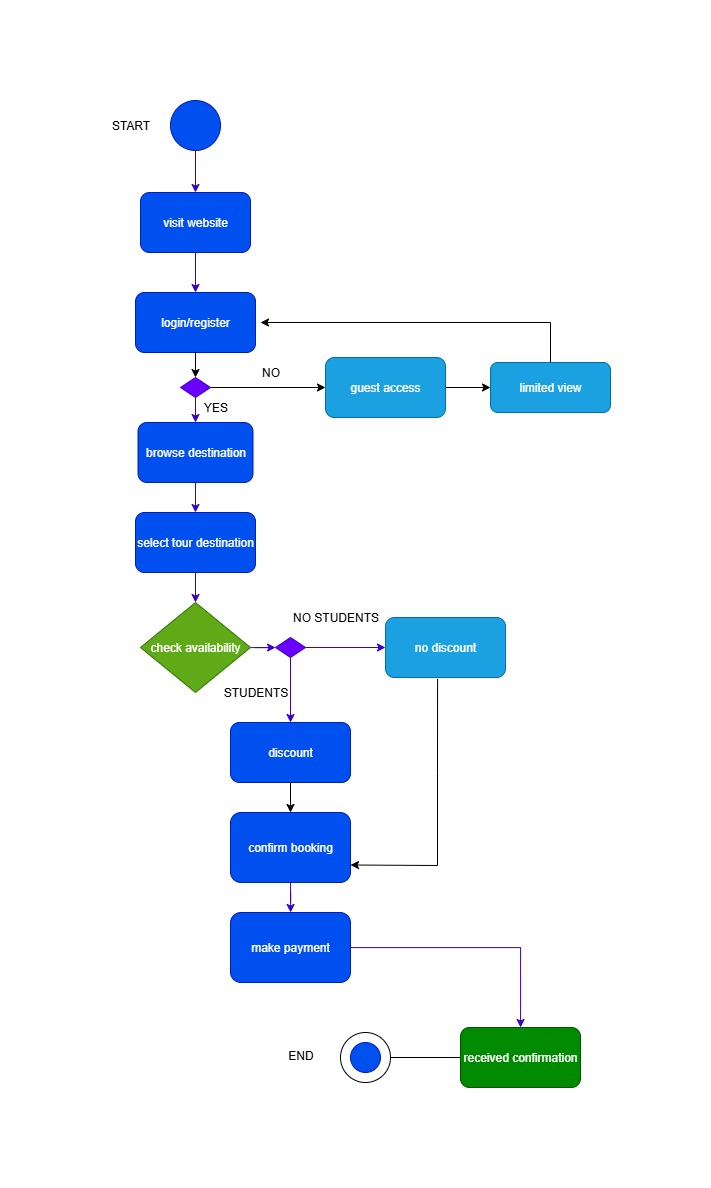 START
visit website
login/register
NO
guest access
limited view
YES
browse destination
select tour destination
NO STUDENTS
check availability
no discount
STUDENTS
discount
confirm booking
make payment
END
received confirmation